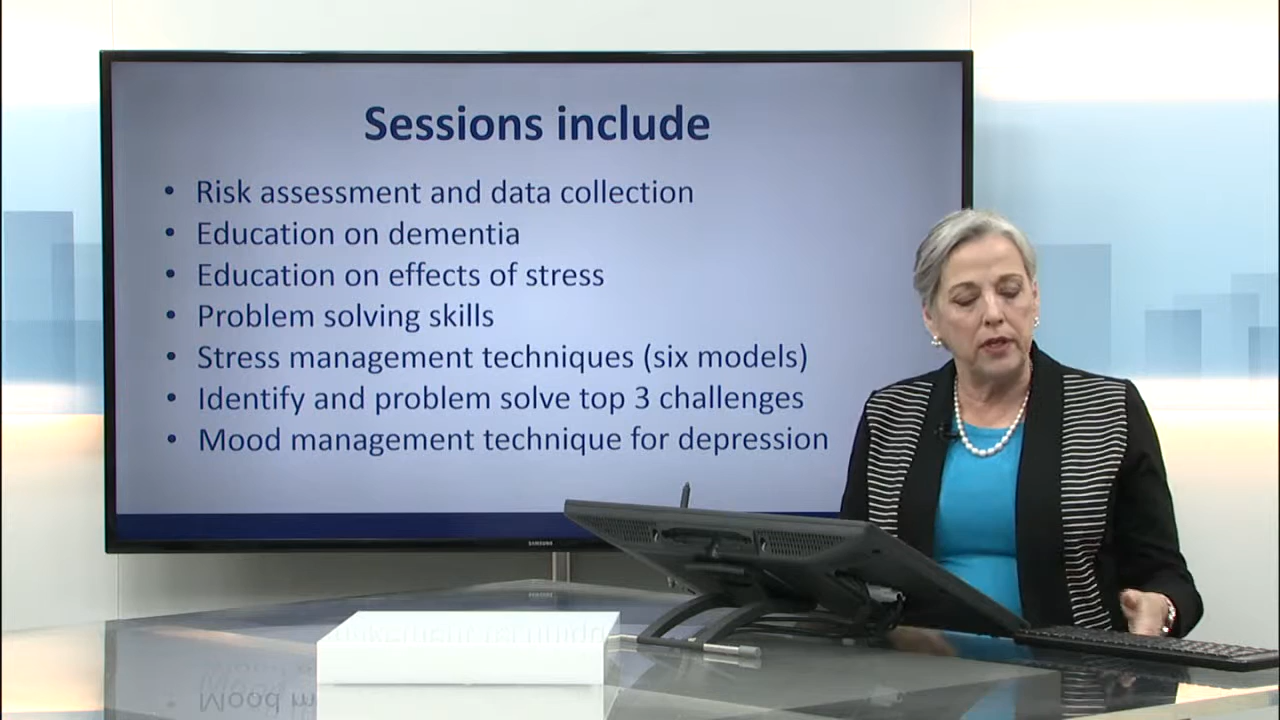 Sessions include
• Risk assessment and data collection
• Education on dementia
• Education on effects of stress
• Problem solving skills
• Stress management techniques (six models)
• Identify and problem solve top 3 challenges
• Mood management technique for depression
SAMSUNG
• Mood m